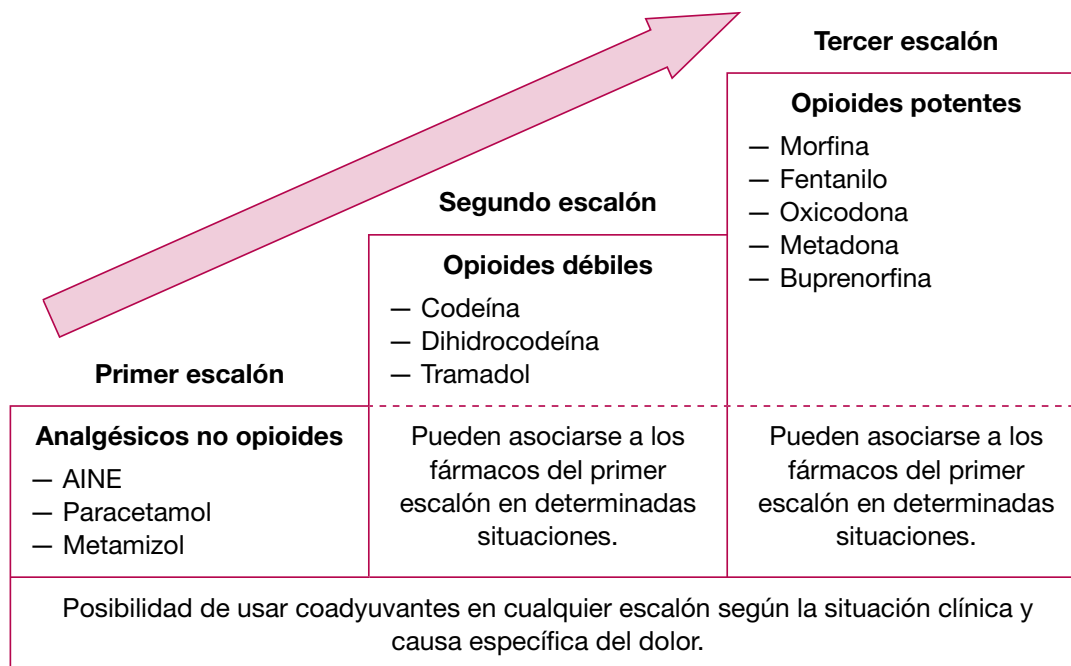 Primer escalón
Analgésicos no opioides
— AINE
— Paracetamol
— Metamizol
Segundo escalón
Opioides débiles
— Codeína
— Dihidrocodeína
— Tramadol
Pueden asociarse a los
fármacos del primer
escalón en determinadas
situaciones.
Tercer escalón
Opioides potentes
— Morfina
— Fentanilo
— Oxicodona
— Metadona
— Buprenorfina
Pueden asociarse a los
fármacos del primer
escalón en determinadas
situaciones.
Posibilidad de usar coadyuvantes en cualquier escalón según la situación clínica y
causa específica del dolor.